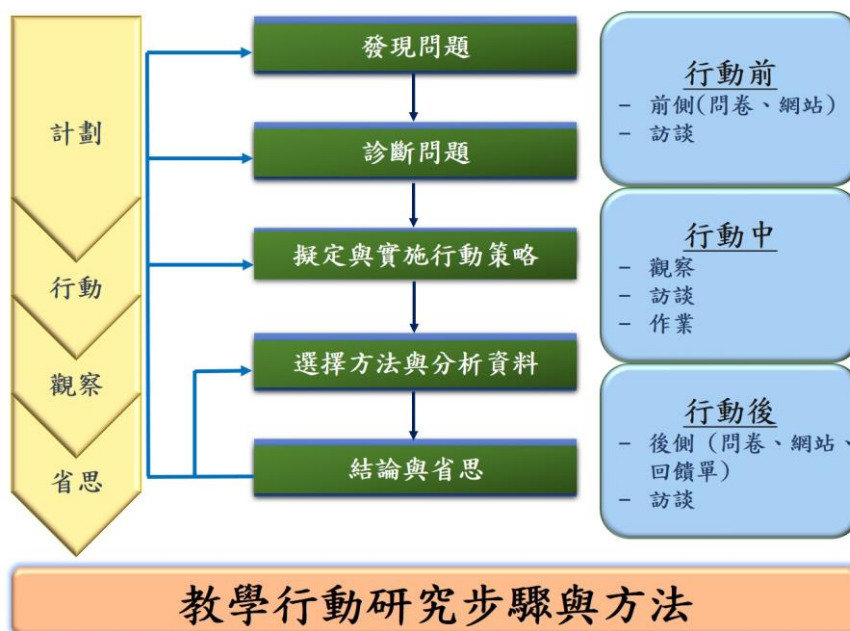 計劃
行動
觀察
省思
發現問題
診斷問題
擬定與實施行動策略
選擇方法與分析資料
結論與省思
行動前
– 前側(問卷、網站)
– 訪談
行動中
– 觀察
– 訪談
– 作業
行動後
– 後側 (問卷、網站、
回饋單)
– 訪談
教學行動研究步驟與方法